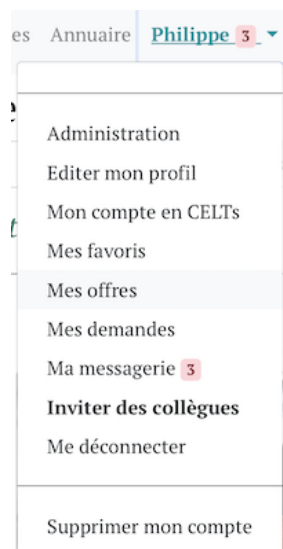 es Annuaire Philippe 3
Administration
Editer mon profil
Mon compte en CELTs
Mes favoris
Mes offres
Mes demandes
Ma messagerie 3
Inviter des collègues
Me déconnecter
Supprimer mon compte